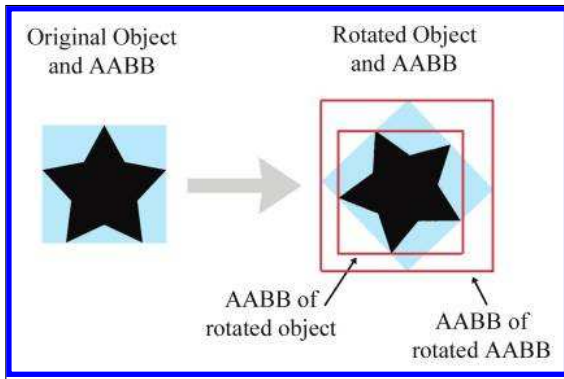 Original Object
and AABB
Rotated Object
and AABB
AABB of
rotated object
AABB of
rotated AABB